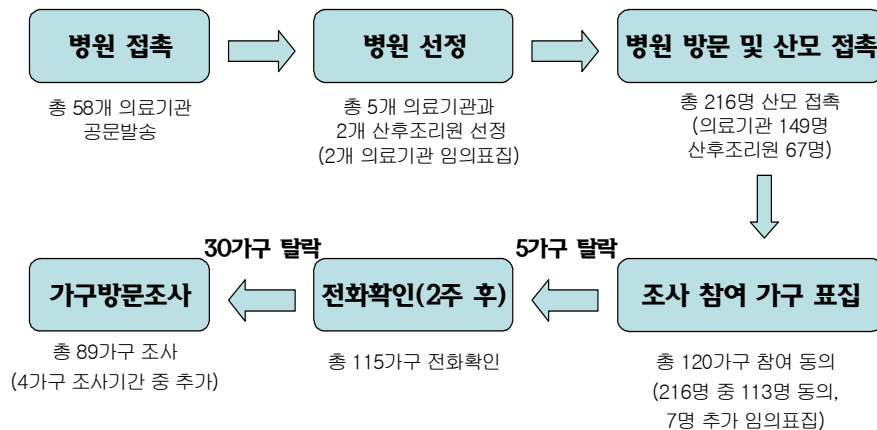 병원 접촉
총 58개 의료기관
공문발송
병원 선정
총 5개 의료기관과
2개 산후조리원 선정
(2개 의료기관 임의표집)
병원 방문 및 산모 접촉
총 216명 산모 접촉
(의료기관 149명
산후조리원 67명)
조사 참여 가구 표집
총 120가구 참여 동의
(216명 중 113명 동의,
7명 추가 임의표집)
5가구 탈락
전화확인(2주 후)
총 115가구 전화확인
30가구 탈락
가구방문조사
총 89가구 조사
(4가구 조사기간 중 추가)